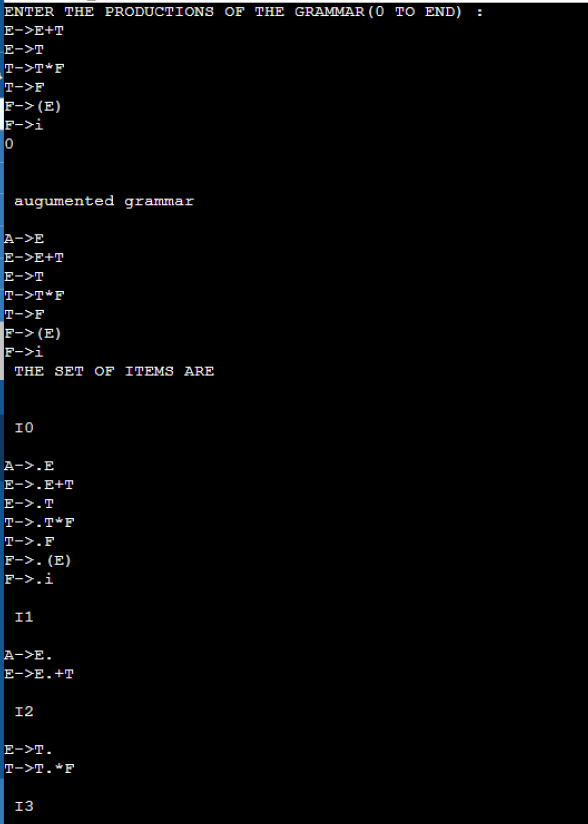 ENTER THE PRODUCTIONS OF THE GRAMMAR(0 TO END) :
E->E+T
E->T
T->T*F
T->F
F->(E)
F->i
0
augumented grammar
A->E
E->E+T
E->T
T->T*F
T->F
F->(E)
F->i
THE SET OF ITEMS ARE
I0
A->.E
E->.E+T
E->.T
T->.T*F
T->.F
F->.(E)
F->.i
I1
A->E.
E->E.+T
I2
E->T.
T->T.*F
I3